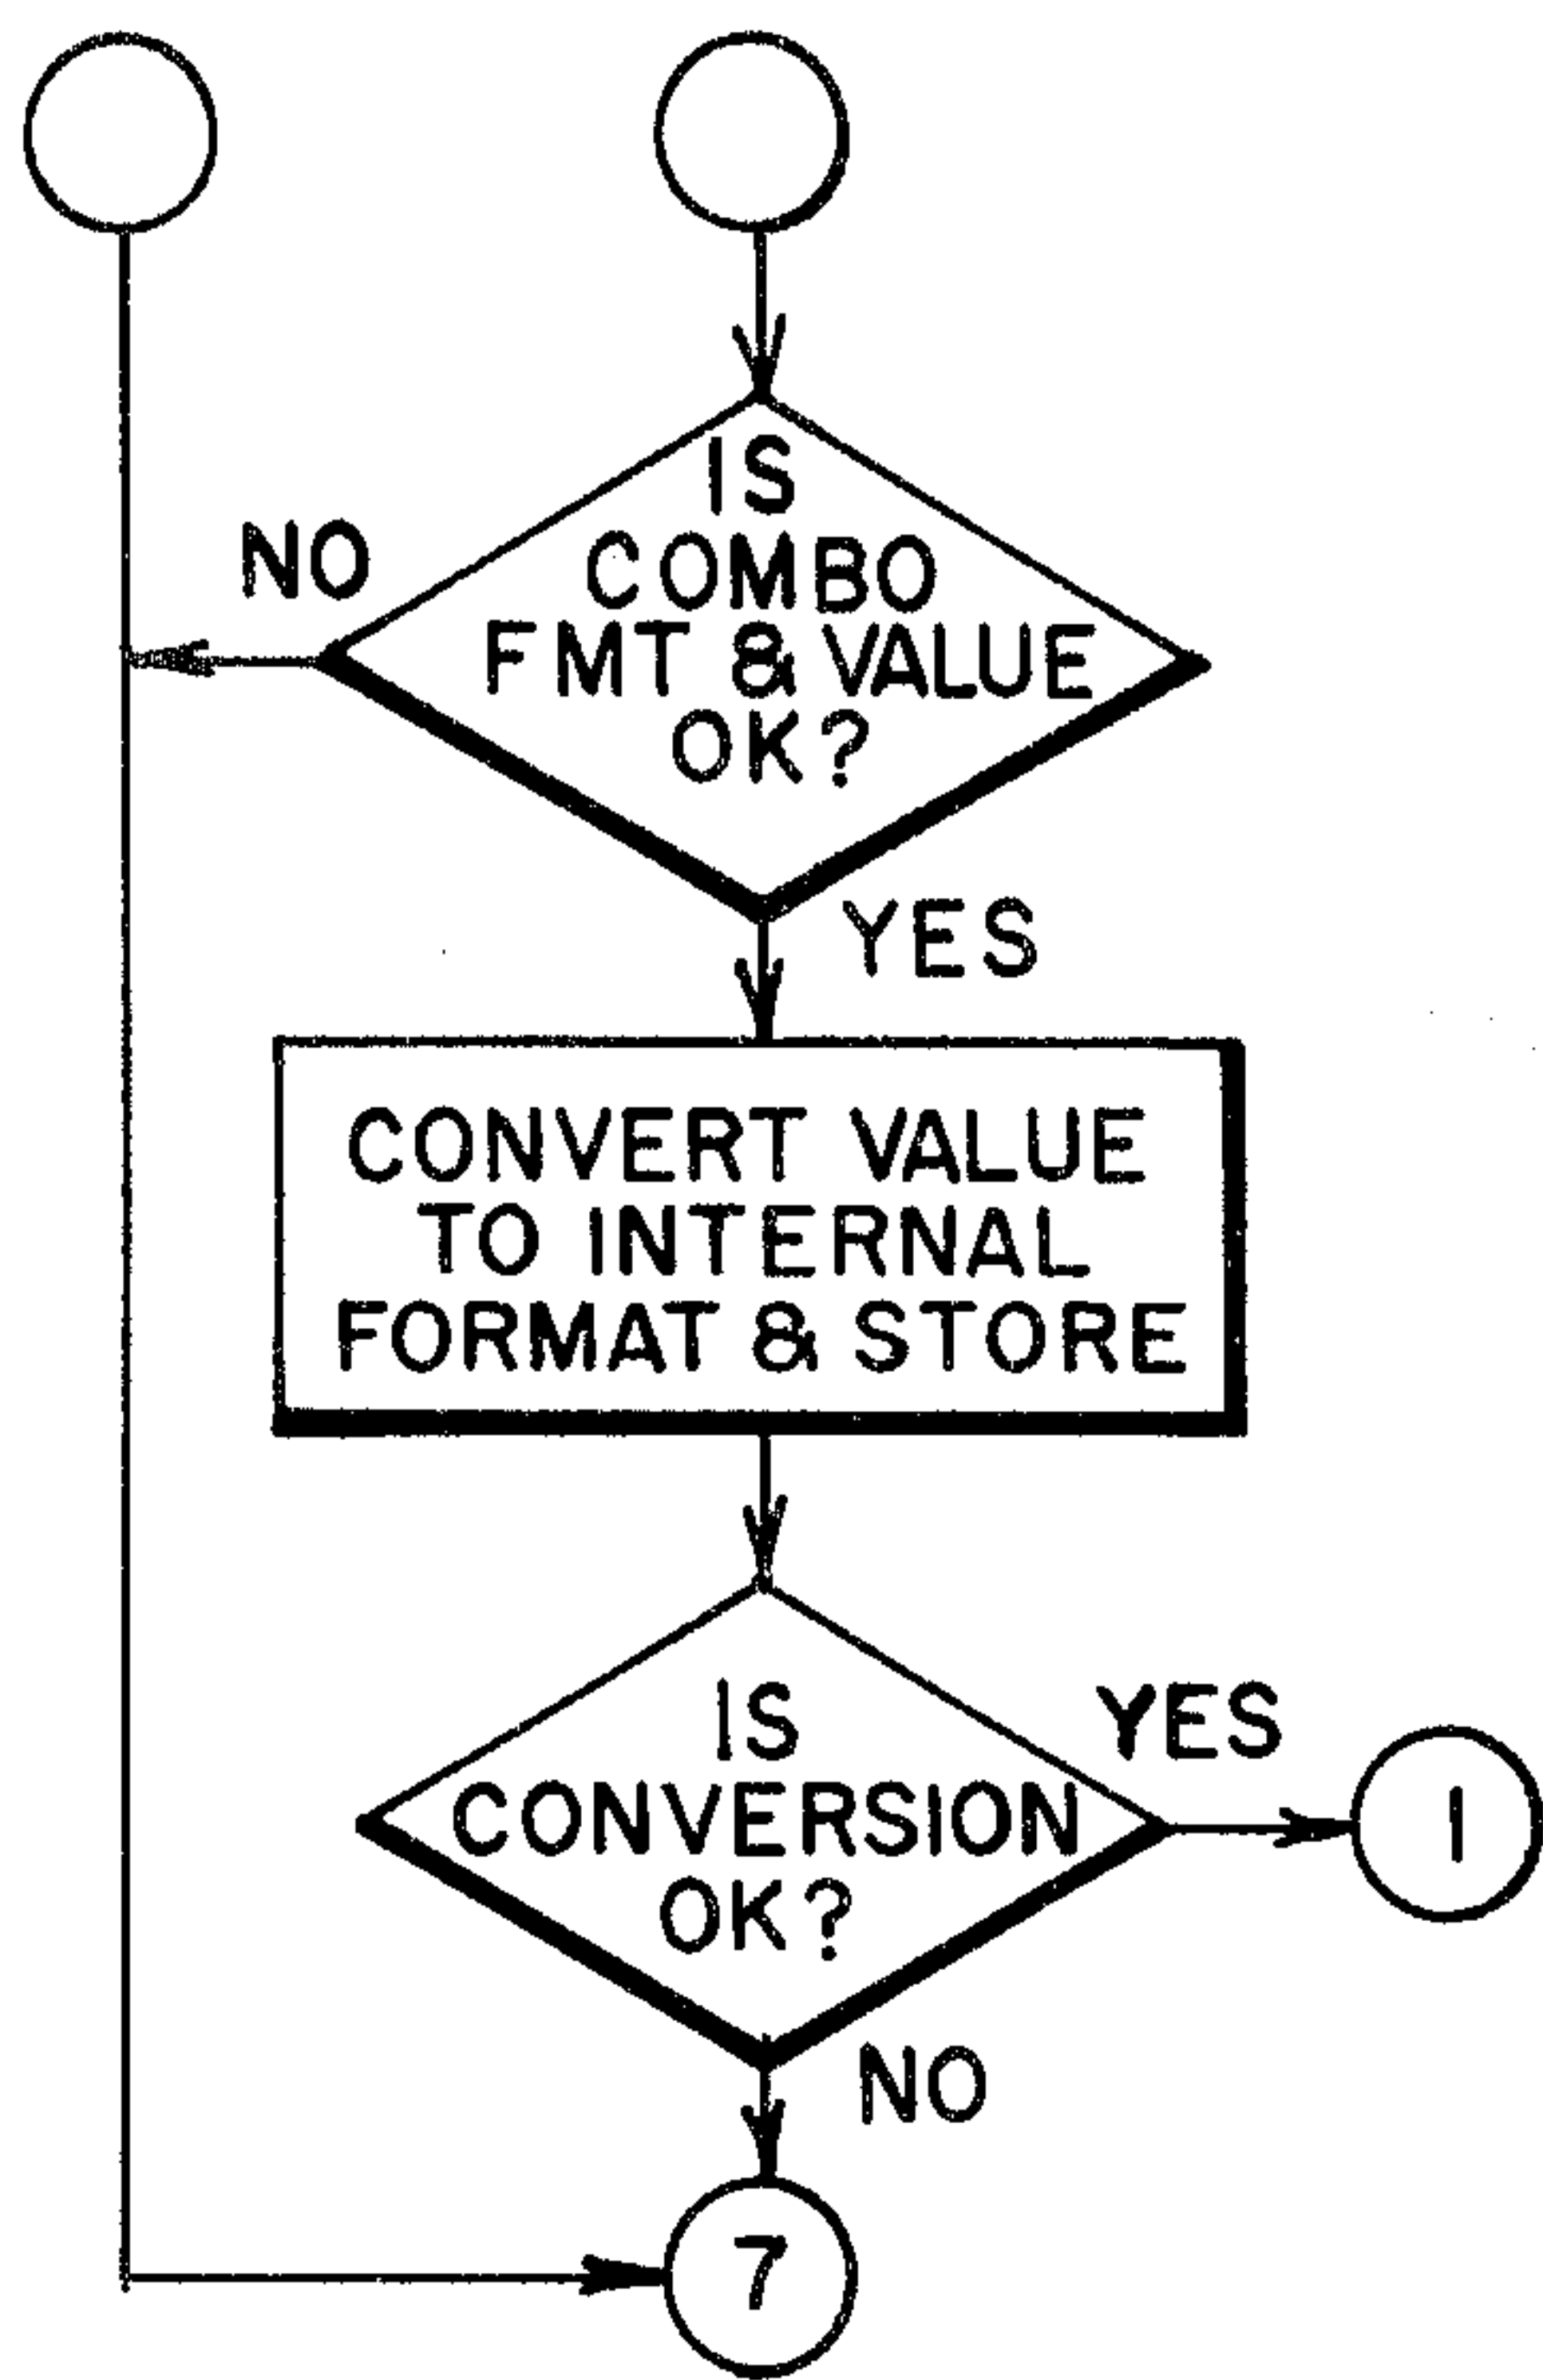 IS
COMBO
FMT & VALUE
OK?
NO
YES
CONVERT VALUE
TO INTERNAL
FORMAT & STORE
IS
CONVERSION
OK?
YES
1
NO
7